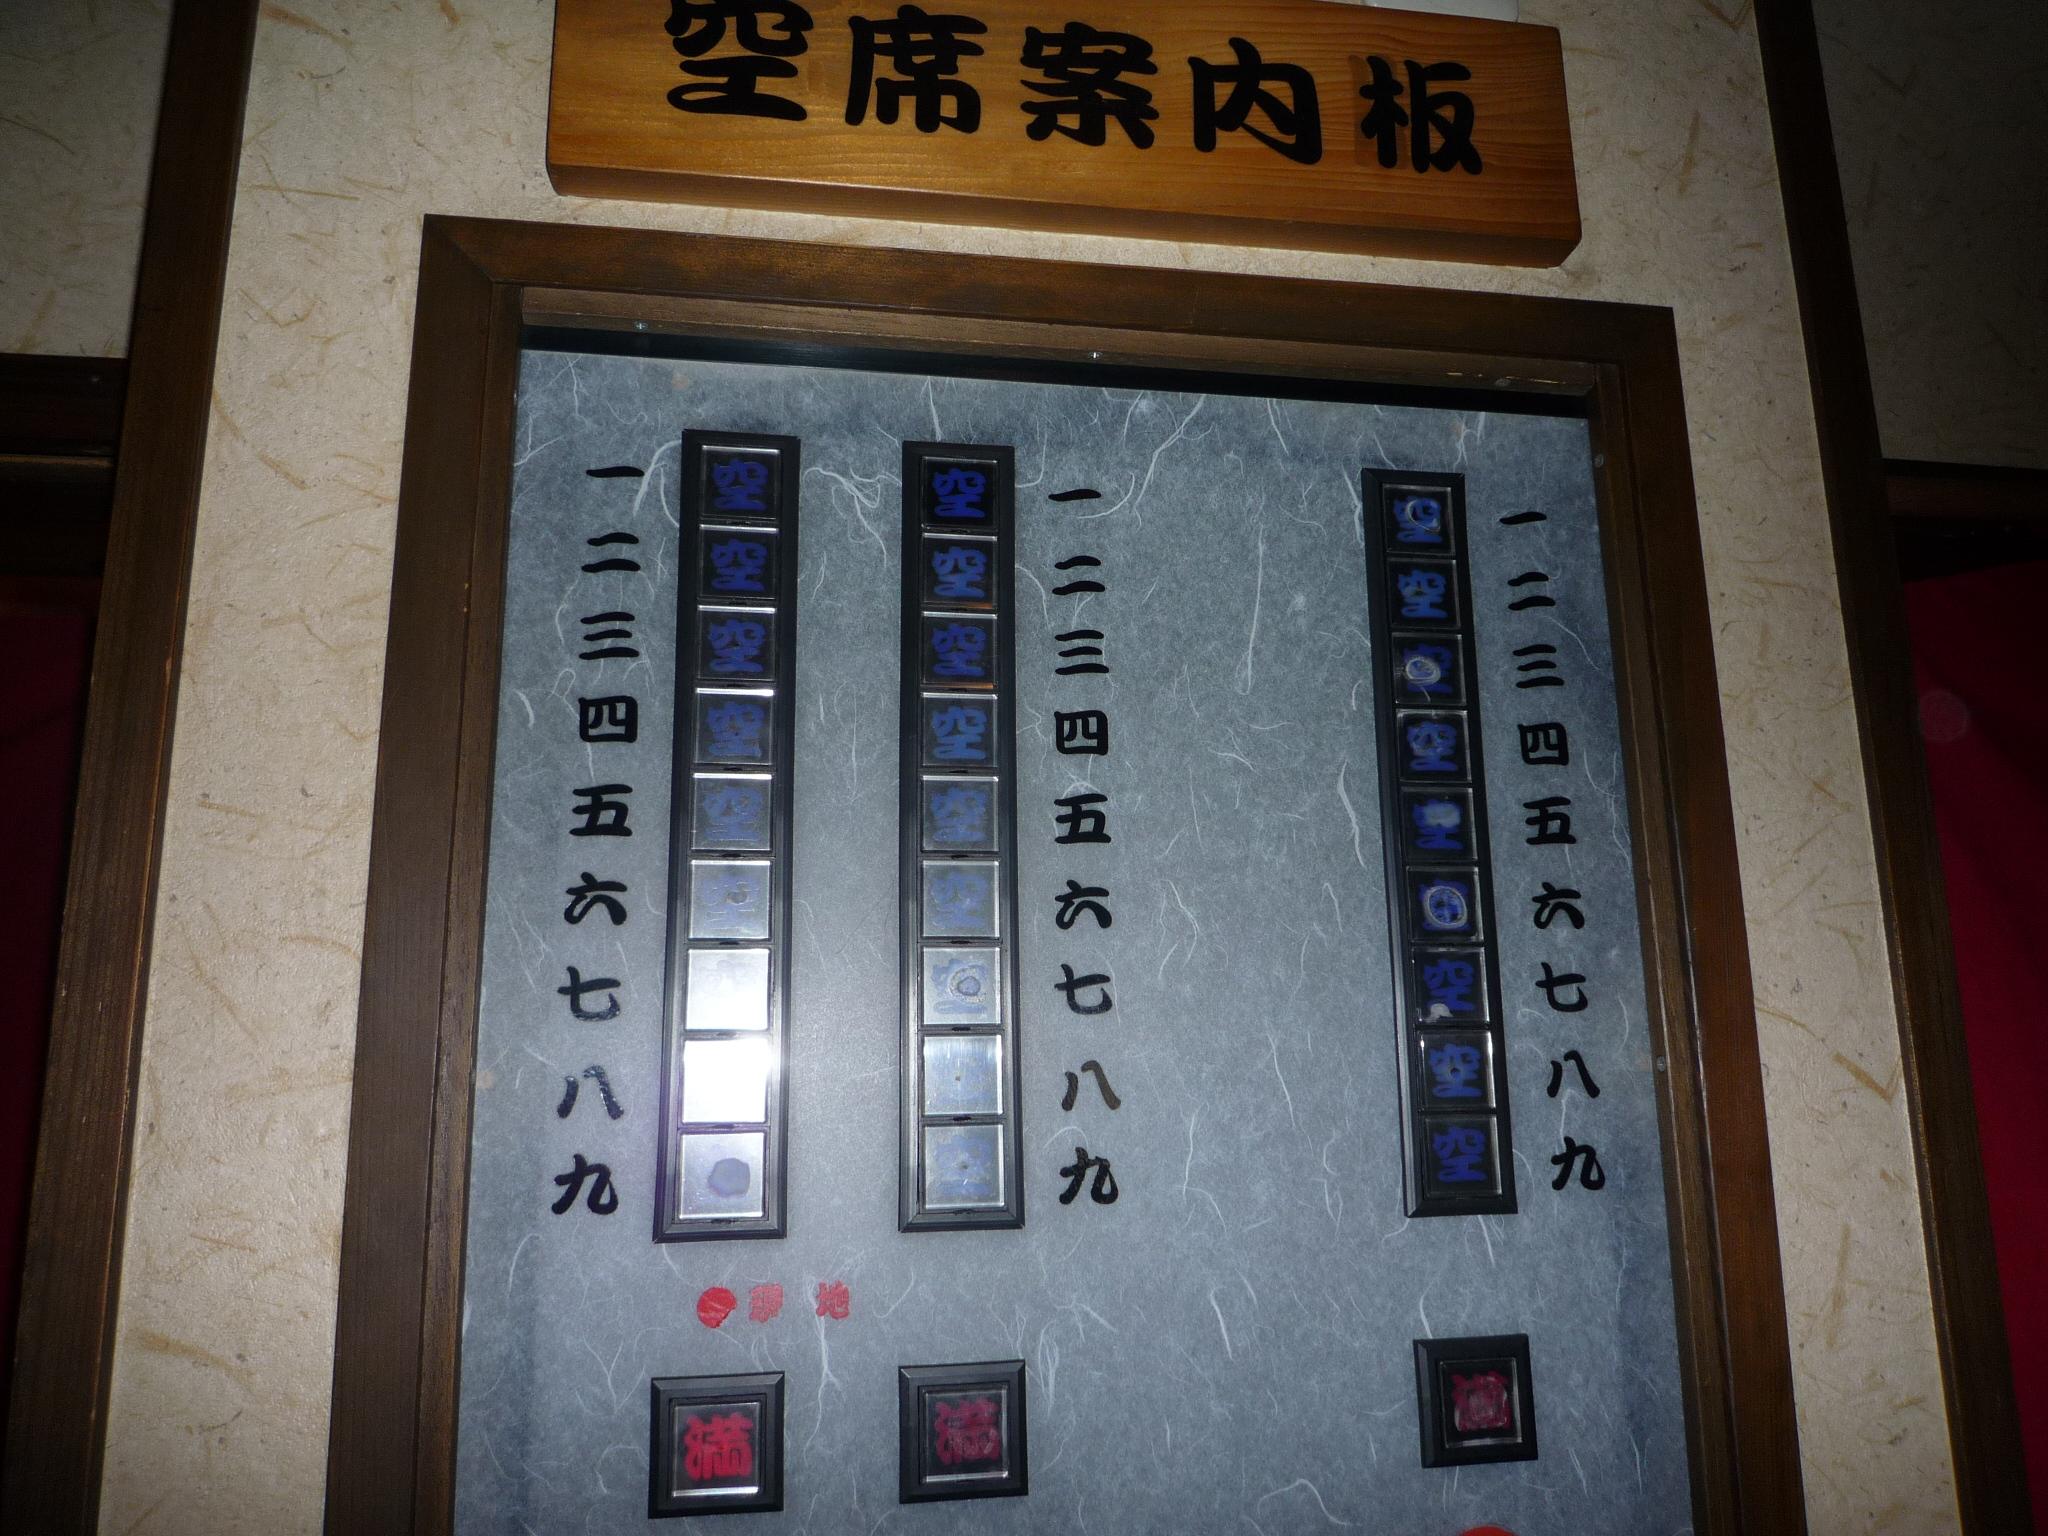 空席案内板
一 空 空 一 空 一
二 空 空 二 空 二
三 空 空 三 空 三
四 空 空 四 空 四
五 空 空 五 空 五
六 空 空 六 空 六
七 空 七 空 七
八 空 八 空 八
九 空 九 空 九
現地
満 満 満